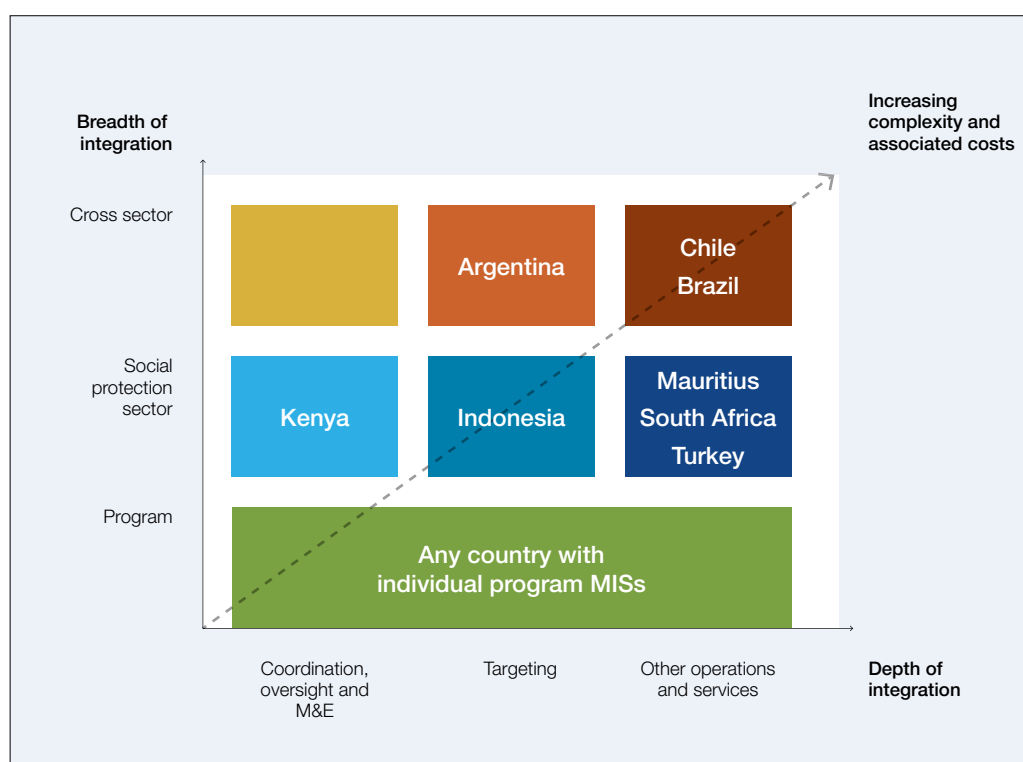 Breadth of
integration
Increasing
complexity and
associated costs
Cross sector
Argentina
Chile
Brazil
Social
protection
sector
Kenya
Indonesia
Mauritius
South Africa
Turkey
Program
Any country with
individual program MISs
Coordination,
oversight and
M&E
Targeting
Other operations
and services
Depth of
integration